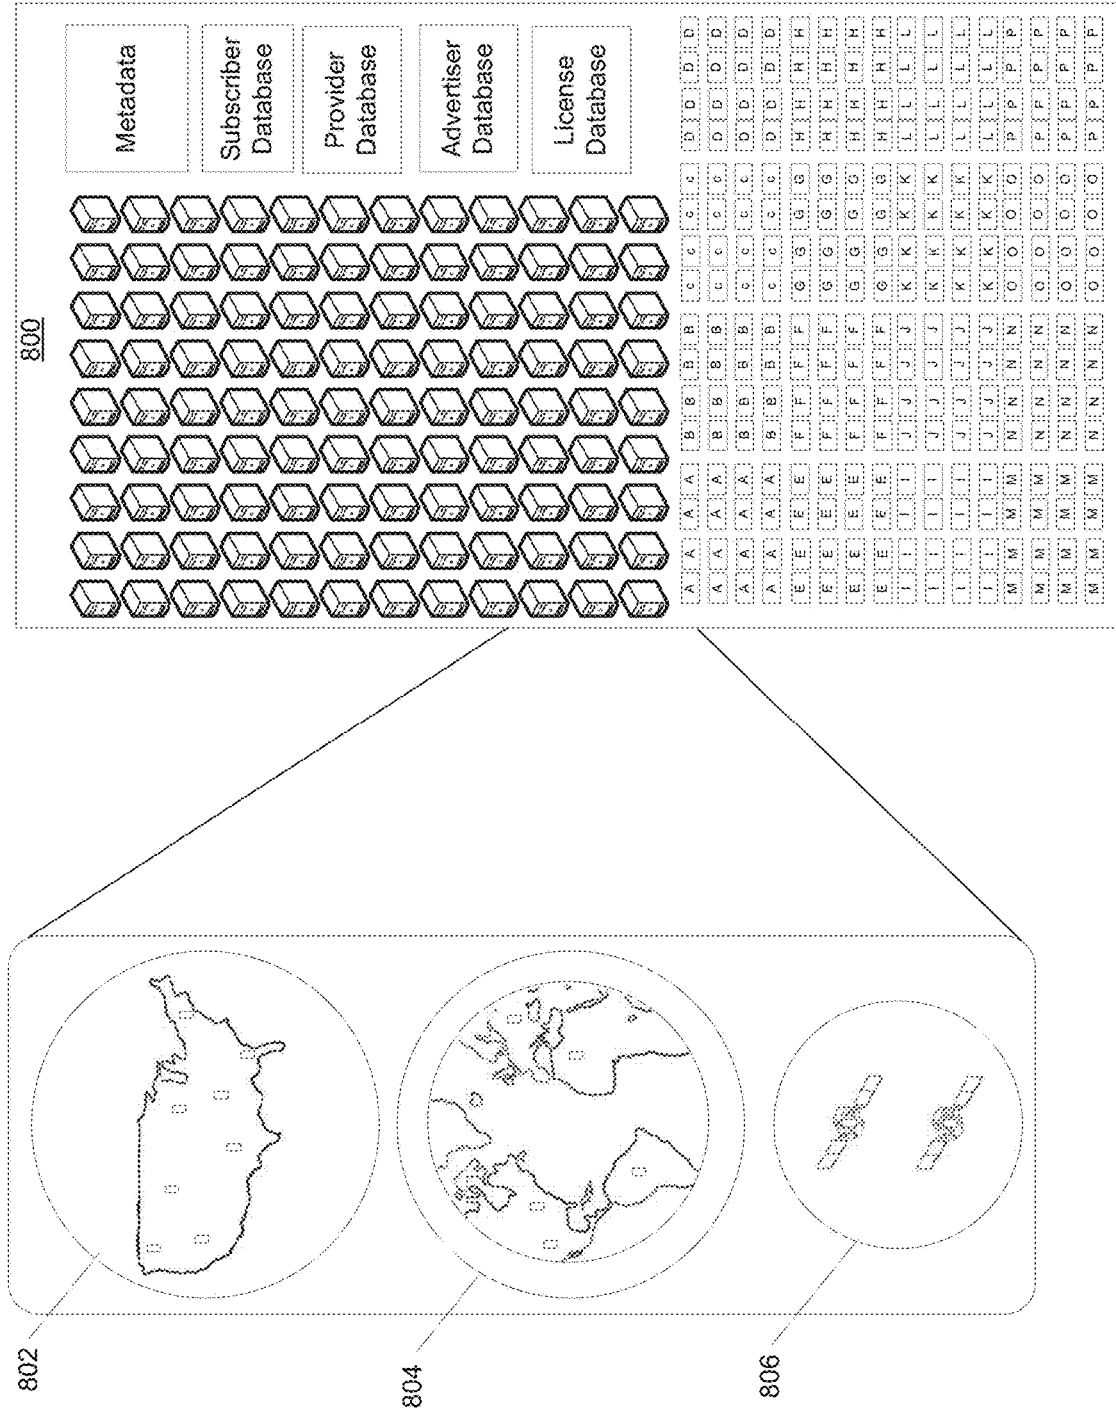 800
Metadata
Subscriber
Database
Provider
Database
Advertiser
Database
License
Database
A A A A B B B B c c c c D D D D
A A A A B B B B c c c c D D D D
A A A A B B B B c c c c D D D D
A A A A B B B B c c c c D D D D
E E E E F F F F G G G G H H H H
E E E E F F F F G G G G H H H H
E E E E F F F F G G G G H H H H
E E E E F F F F G G G G H H H H
I I I I J J J J K K K K L L L L
I I I I J J J J K K K K L L L L
I I I I J J J J K K K K L L L L
I I I I J J J J K K K K L L L L
M M M M N N N N O O O O P P P P
M M M M N N N N O O O O P P P P
M M M M N N N N O O O O P P P P
M M M M N N N N O O O O P P P P
802
804
806